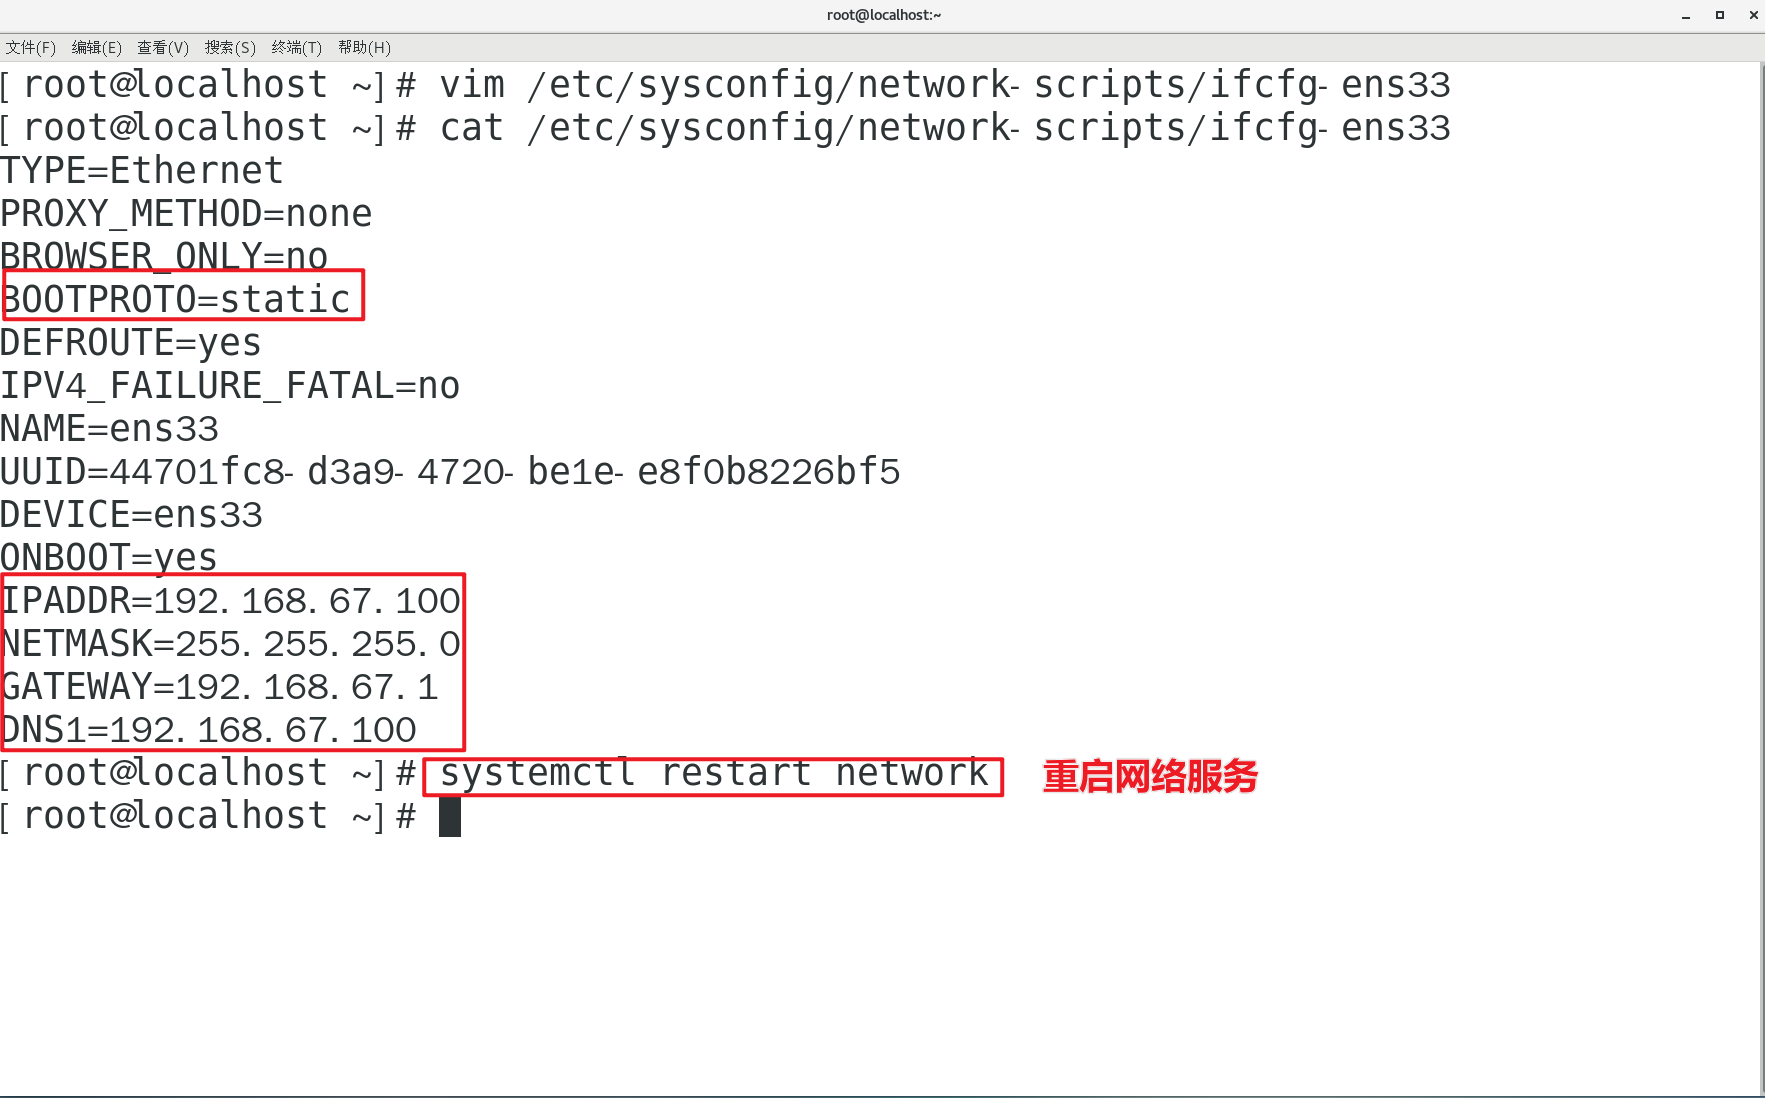 root@localhost:~
文件(F) 编辑(E) 查看(V) 搜索(S) 终端(T) 帮助(H)
[root@localhost ~]# vim /etc/sysconfig/network-scripts/ifcfg-ens33
[root@localhost ~]# cat /etc/sysconfig/network-scripts/ifcfg-ens33
TYPE=Ethernet
PROXY_METHOD=none
BROWSER_ONLY=no
BOOTPROTO=static
DEFROUTE=yes
IPV4_FAILURE_FATAL=no
NAME=ens33
UUID=44701fc8-d3a9-4720-be1e-e8f0b8226bf5
DEVICE=ens33
ONBOOT=yes
IPADDR=192.168.67.100
NETMASK=255.255.255.0
GATEWAY=192.168.67.1
DNS1=192.168.67.100
[root@localhost ~]# systemctl restart network 重启网络服务
[root@localhost ~]#